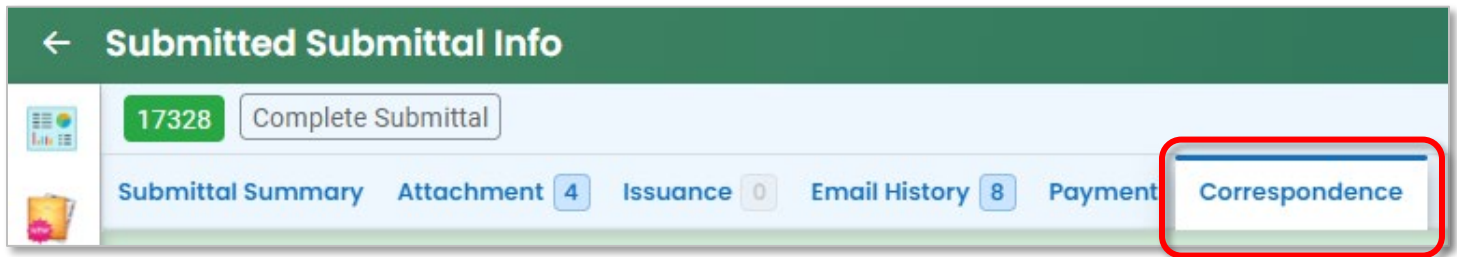 ← Submitted Submittal Info
17328 Complete Submittal
Submittal Summary Attachment 4 Issuance 0 Email History 8 Payment Correspondence